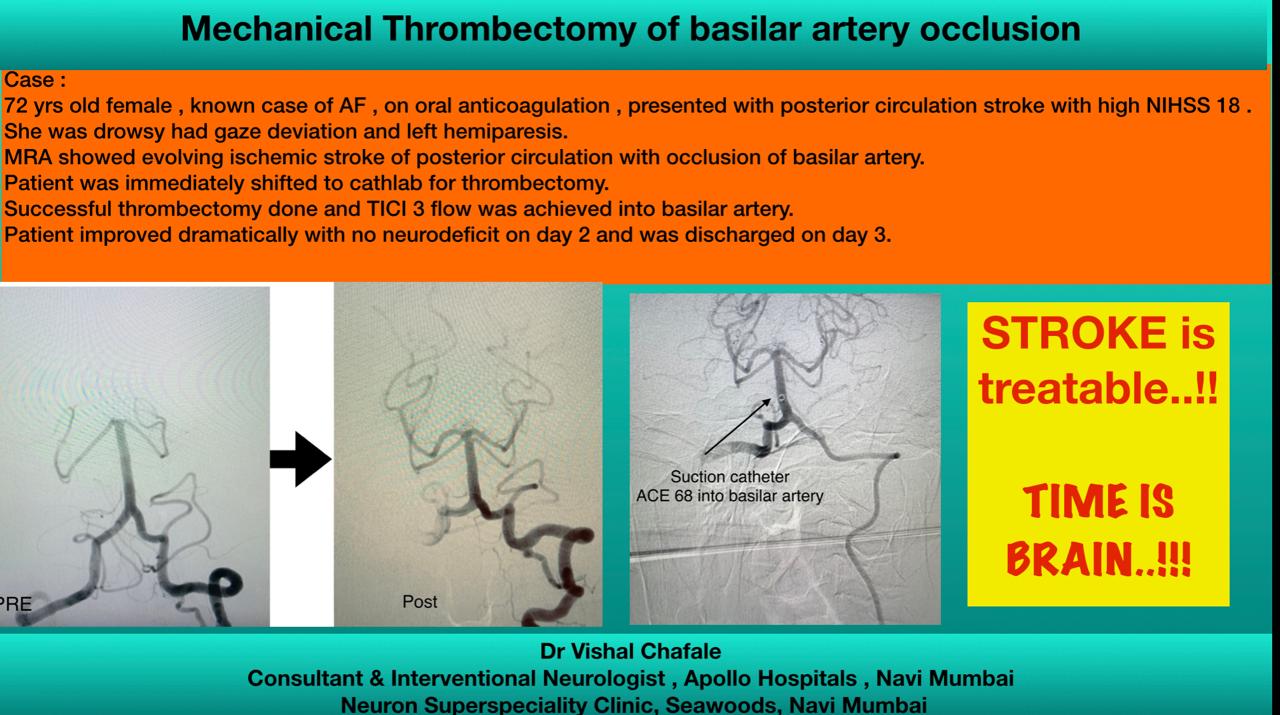 Mechanical Thrombectomy of basilar artery occlusion
Case :
72 yrs old female , known case of AF , on oral anticoagulation , presented with posterior circulation stroke with high NIHSS 18 .
She was drowsy had gaze deviation and left hemiparesis.
MRA showed evolving ischemic stroke of posterior circulation with occlusion of basilar artery.
Patient was immediately shifted to cathlab for thrombectomy.
Successful thrombectomy done and TICI 3 flow was achieved into basilar artery.
Patient improved dramatically with no neurodeficit on day 2 and was discharged on day 3.
PRE
Post
Suction catheter
ACE 68 into basilar artery
STROKE is
treatable..!!
TIME IS
BRAIN..!!!
Dr Vishal Chafale
Consultant & Interventional Neurologist , Apollo Hospitals , Navi Mumbai
Neuron Superspeciality Clinic, Seawoods, Navi Mumbai